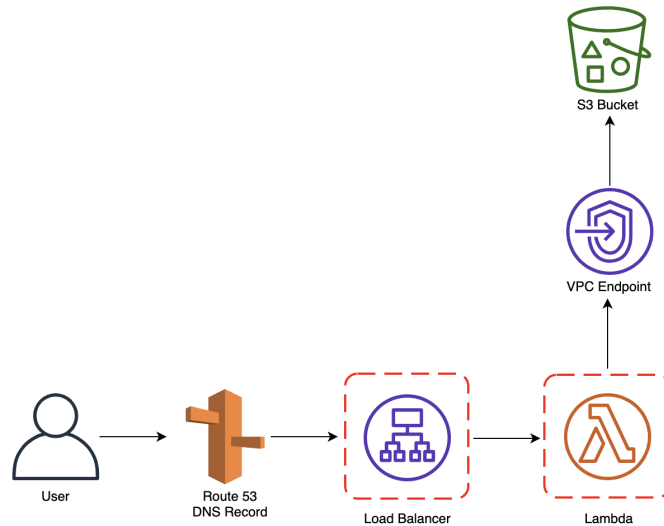 S3 Bucket
VPC Endpoint
User
Route 53
DNS Record
Load Balancer
Lambda